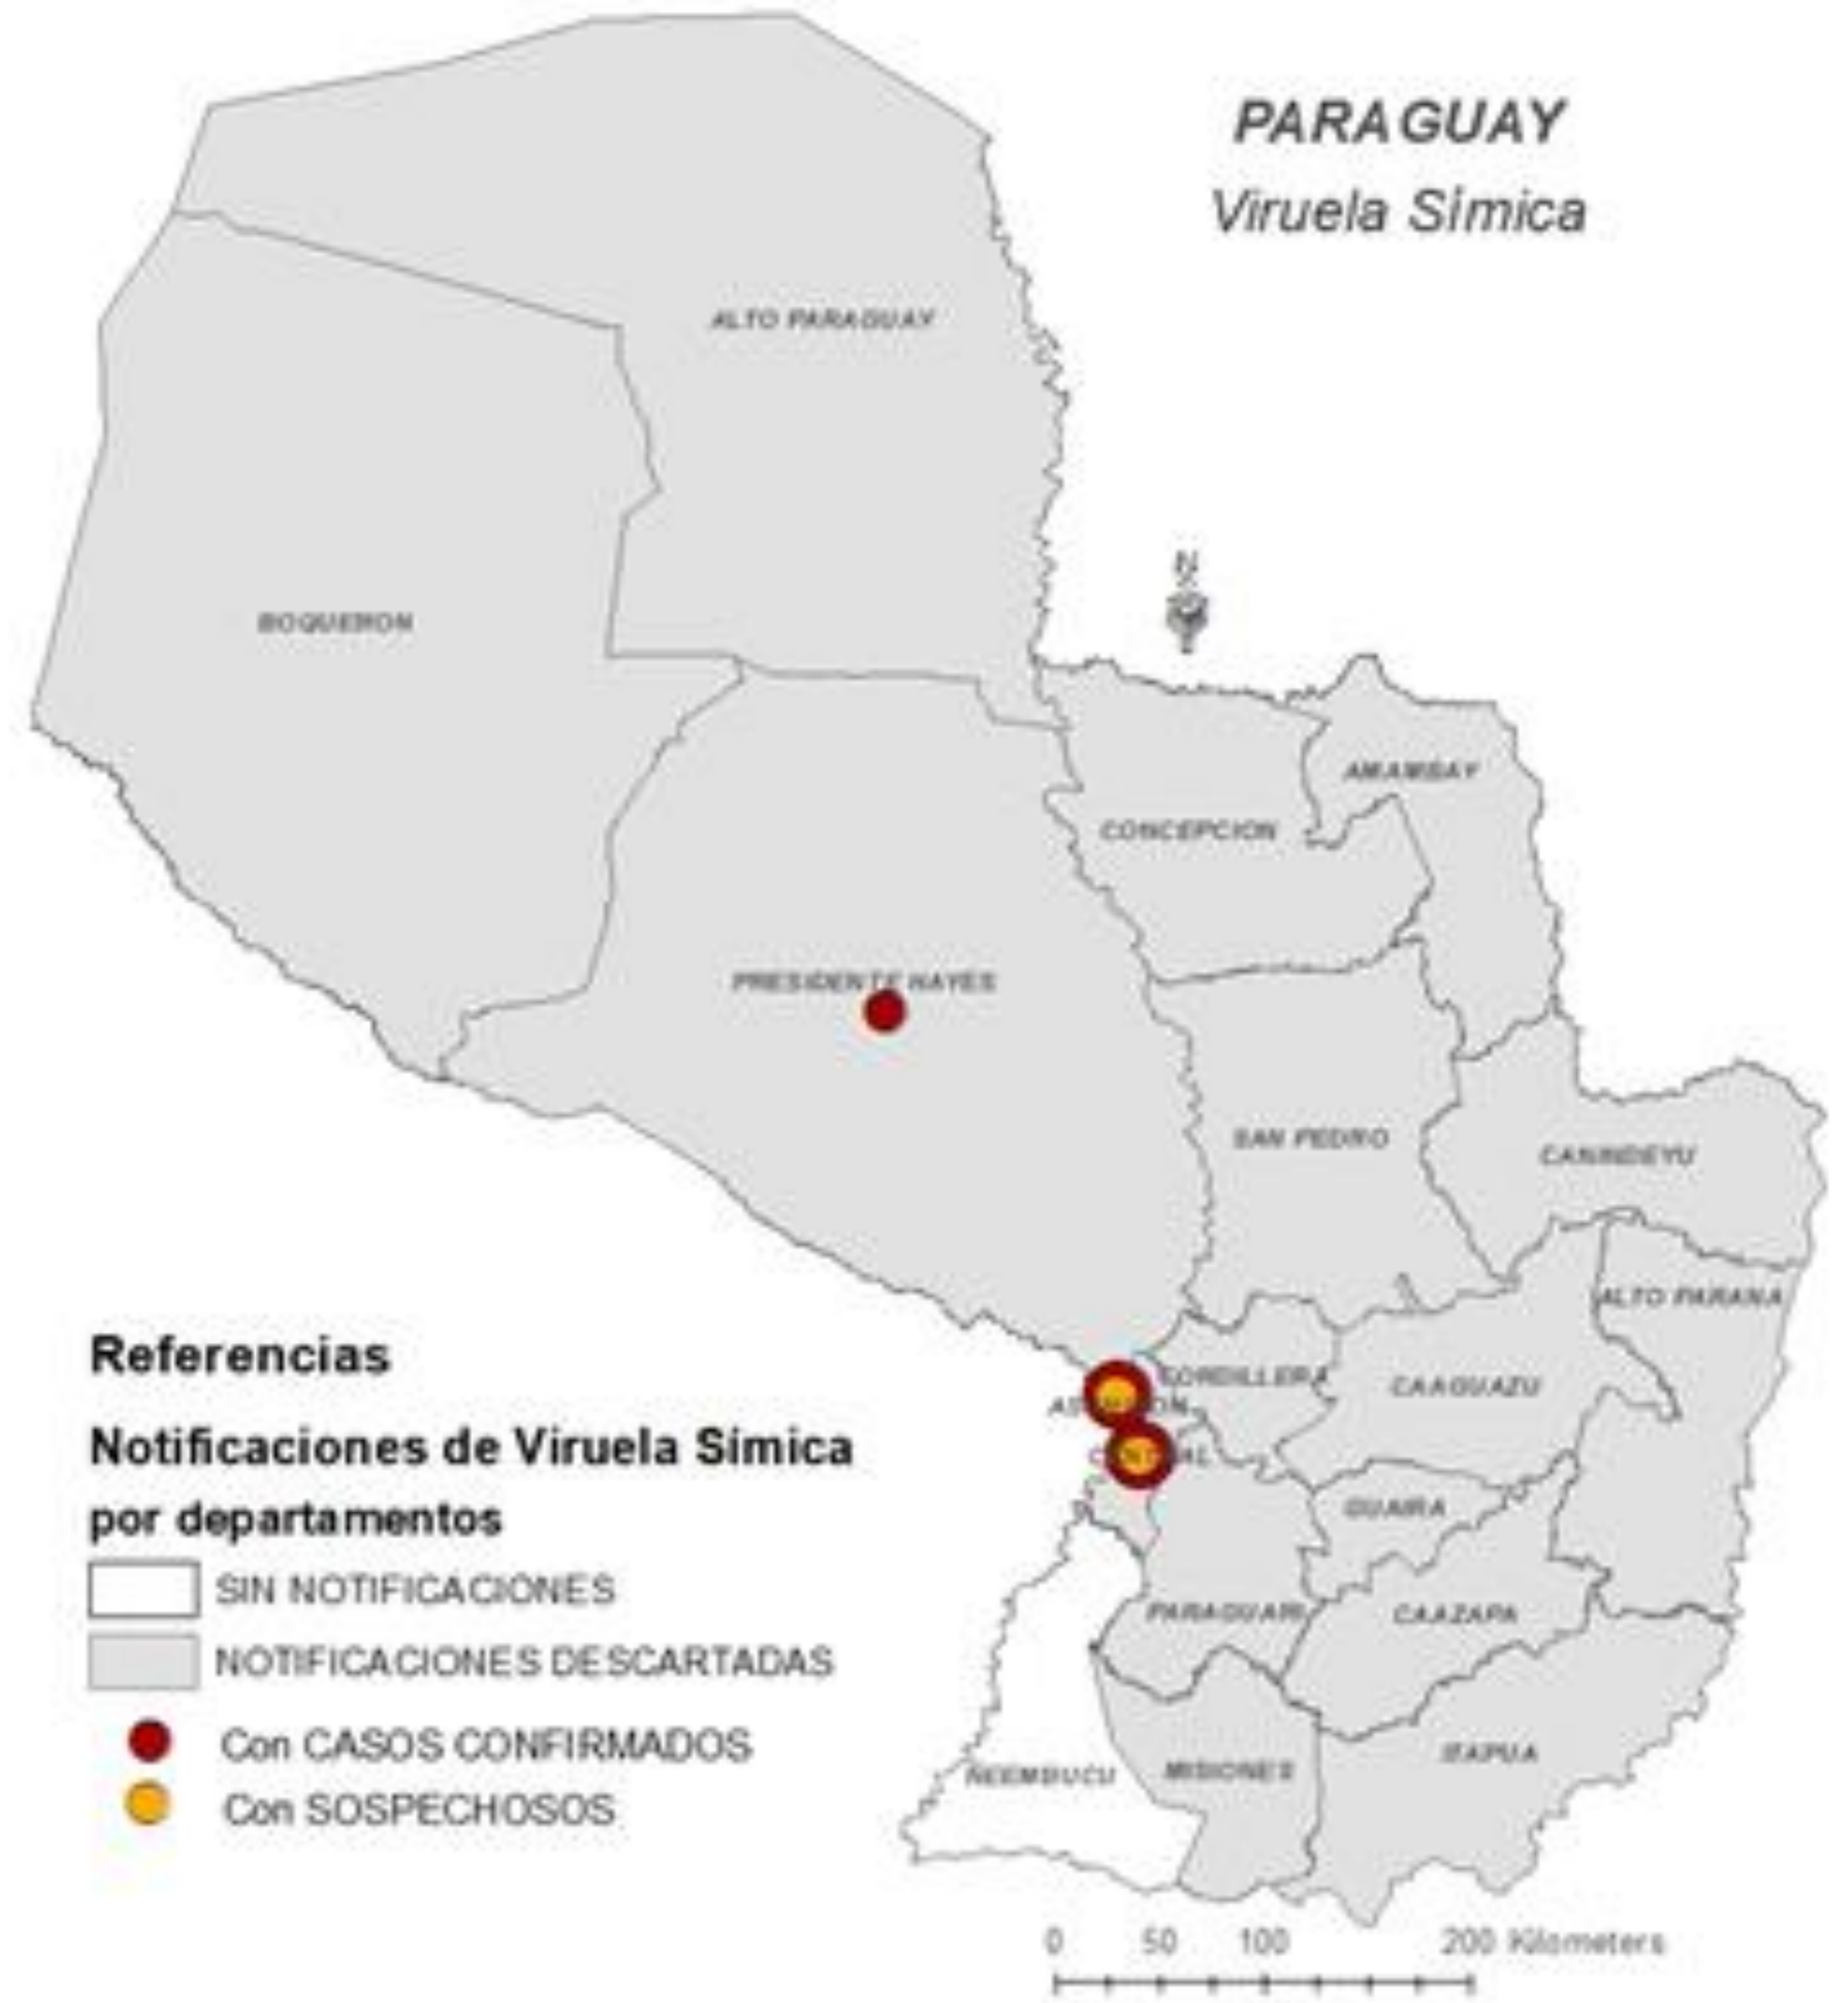 PARAGUAY
Viruela Símica
ALTO PARAGUAY
N
BOQUERON
AMAMBAY
CONCEPCION
PRESIDENTE HAYES
SAN PEDRO
CANINDEYU
ALTO PARANA
CORDILLERA
CAAGUAZU
ASUNCION
CENTRAL
GUAIRA
PARAGUARI
CAAZAPA
ITAPUA
ÑEEMBUCU
MISIONES
Referencias
Notificaciones de Viruela Símica
por departamentos
SIN NOTIFICACIONES
NOTIFICACIONES DESCARTADAS
Con CASOS CONFIRMADOS
Con SOSPECHOSOS
0 50 100 200 Kilometers